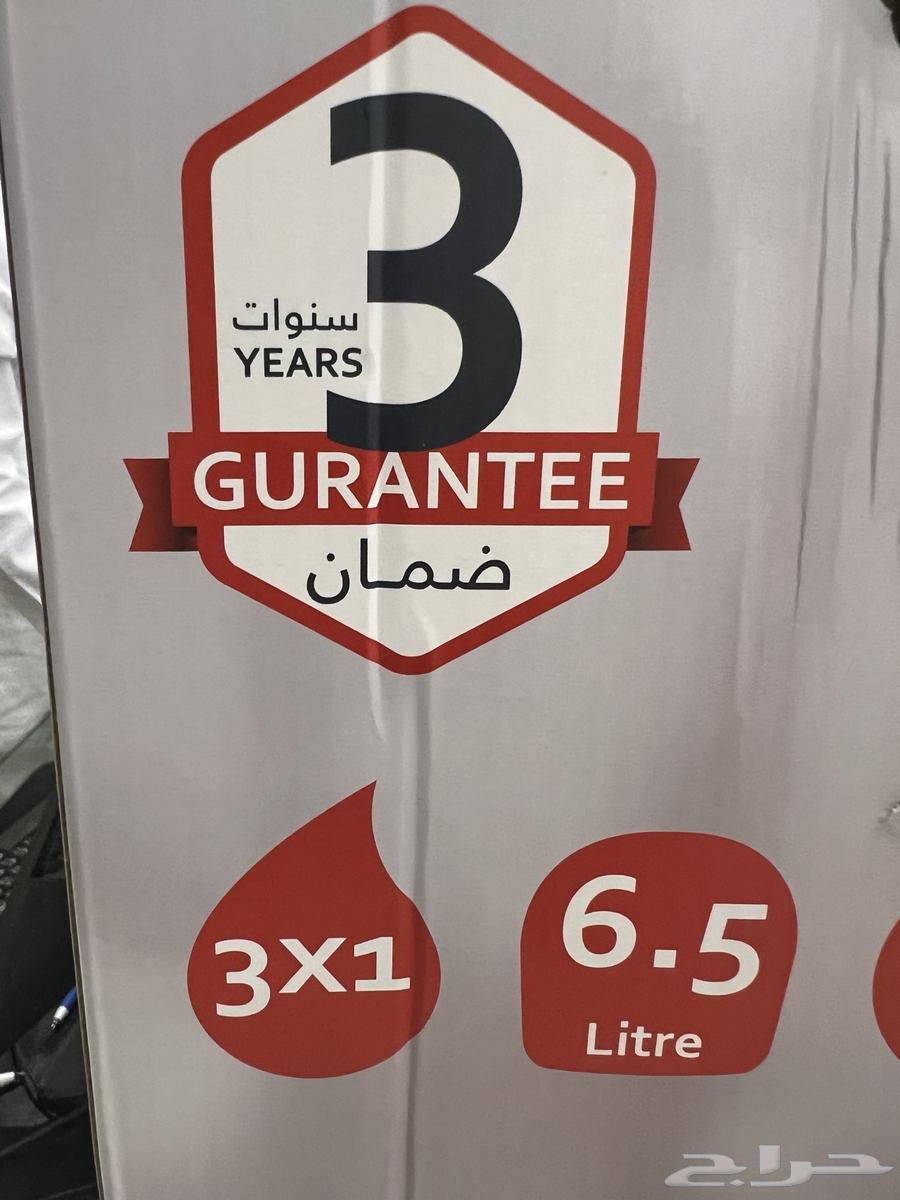 3
سنوات
YEARS
GURANTEE
ضمان
3X1
6.5
Litre
حراج